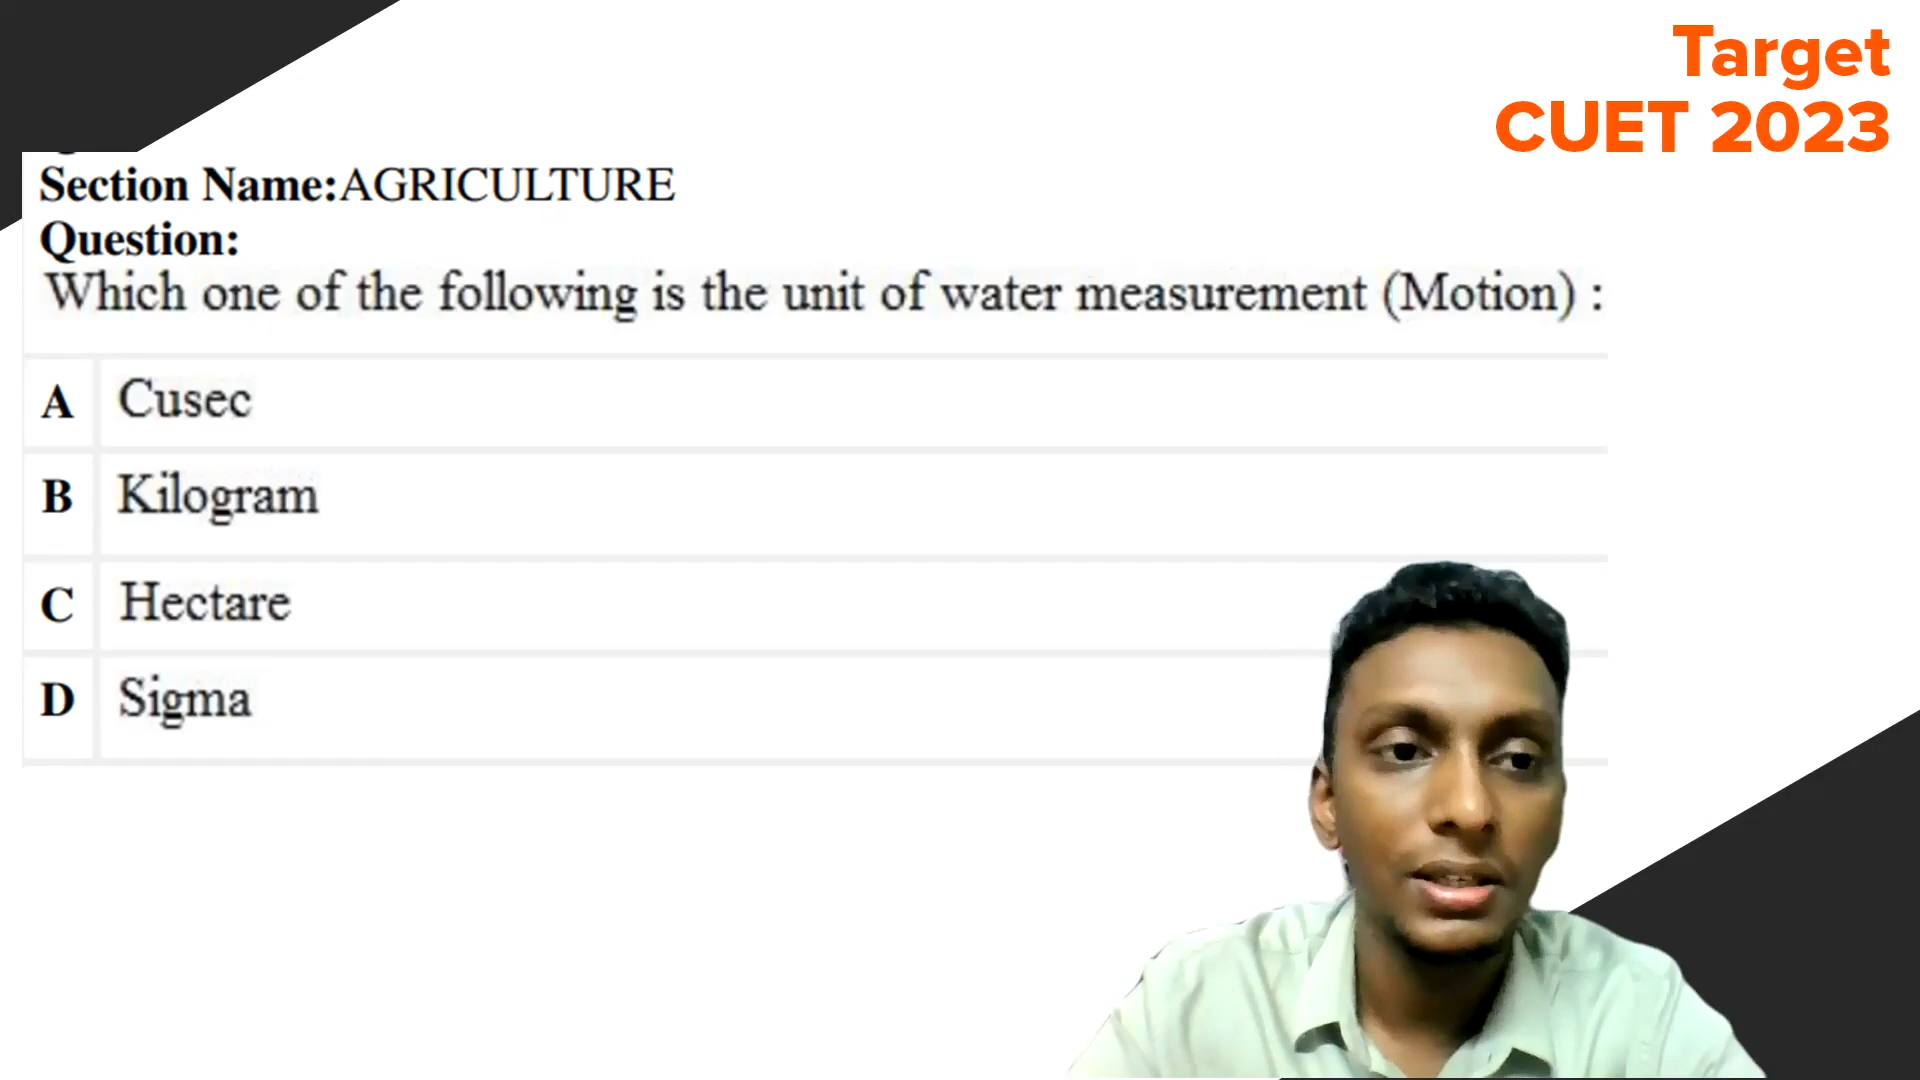 Target
CUET 2023
Section Name:AGRICULTURE
Question:
Which one of the following is the unit of water measurement (Motion) :
A Cusec
B Kilogram
C Hectare
D Sigma